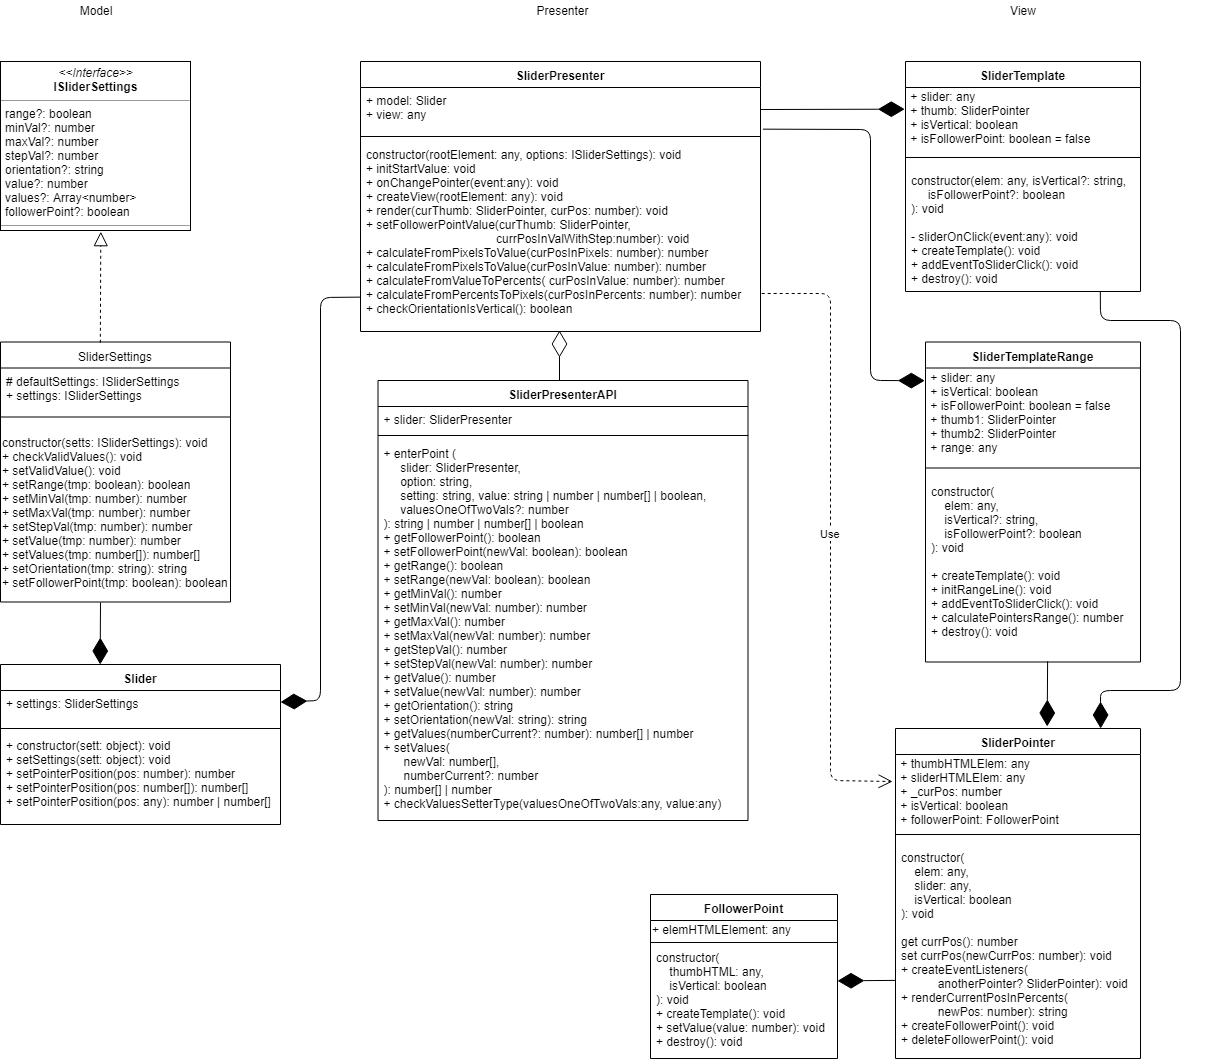 Model
Presenter
View
<<Interface>>
ISliderSettings
range?: boolean
minVal?: number
maxVal?: number
stepVal?: number
orientation?: string
value?: number
values?: Array<number>
followerPoint?: boolean
SliderSettings
# defaultSettings: ISliderSettings
+ settings: ISliderSettings
constructor(setts: ISliderSettings): void
+ checkValidValues(): void
+ setValidValue(): void
+ setRange(tmp: boolean): boolean
+ setMinVal(tmp: number): number
+ setMaxVal(tmp: number): number
+ setStepVal(tmp: number): number
+ setValue(tmp: number): number
+ setValues(tmp: number[]): number[]
+ setOrientation(tmp: string): string
+ setFollowerPoint(tmp: boolean): boolean
Slider
+ settings: SliderSettings
+ constructor(sett: object): void
+ setSettings(sett: object): void
+ setPointerPosition(pos: number): number
+ setPointerPosition(pos: number[]): number[]
+ setPointerPosition(pos: any): number | number[]
SliderPresenter
+ model: Slider
+ view: any
constructor(rootElement: any, options: ISliderSettings): void
+ initStartValue: void
+ onChangePointer(event:any): void
+ createView(rootElement: any): void
+ render(curThumb: SliderPointer, curPos: number): void
+ setFollowerPointValue(curThumb: SliderPointer,
currPosInValWithStep:number): void
+ calculateFromPixelsToValue(curPosInPixels: number): number
+ calculateFromPixelsToValue(curPosInValue: number): number
+ calculateFromValueToPercents( curPosInValue: number): number
+ calculateFromPercentsToPixels(curPosInPercents: number): number
+ checkOrientationIsVertical(): boolean
SliderPresenterAPI
+ slider: SliderPresenter
+ enterPoint (
slider: SliderPresenter,
option: string,
setting: string, value: string | number | number[] | boolean,
valuesOneOfTwoVals?: number
): string | number | number[] | boolean
+ getFollowerPoint(): boolean
+ setFollowerPoint(newVal: boolean): boolean
+ getRange(): boolean
+ setRange(newVal: boolean): boolean
+ getMinVal(): number
+ setMinVal(newVal: number): number
+ getMaxVal(): number
+ setMaxVal(newVal: number): number
+ getStepVal(): number
+ setStepVal(newVal: number): number
+ getValue(): number
+ setValue(newVal: number): number
+ getOrientation(): string
+ setOrientation(newVal: string): string
+ getValues(numberCurrent?: number): number[] | number
+ setValues(
newVal: number[],
numberCurrent?: number
): number[] | number
+ checkValuesSetterType(valuesOneOfTwoVals:any, value:any)
Use
SliderTemplate
+ slider: any
+ thumb: SliderPointer
+ isVertical: boolean
+ isFollowerPoint: boolean = false
constructor(elem: any, isVertical?: string,
isFollowerPoint?: boolean
): void
- sliderOnClick(event:any): void
+ createTemplate(): void
+ addEventToSliderClick(): void
+ destroy(): void
SliderTemplateRange
+ slider: any
+ isVertical: boolean
+ isFollowerPoint: boolean = false
+ thumb1: SliderPointer
+ thumb2: SliderPointer
+ range: any
constructor(
elem: any,
isVertical?: string,
isFollowerPoint?: boolean
): void
+ createTemplate(): void
+ initRangeLine(): void
+ addEventToSliderClick(): void
+ calculatePointersRange(): number
+ destroy(): void
SliderPointer
+ thumbHTMLElem: any
+ sliderHTMLElem: any
+ _curPos: number
+ isVertical: boolean
+ followerPoint: FollowerPoint
constructor(
elem: any,
slider: any,
isVertical: boolean
): void
get currPos(): number
set currPos(newCurrPos: number): void
+ createEventListeners(
anotherPointer? SliderPointer): void
+ renderCurrentPosInPercents(
newPos: number): string
+ createFollowerPoint(): void
+ deleteFollowerPoint(): void
FollowerPoint
+ elemHTMLElement: any
constructor(
thumbHTML: any,
isVertical: boolean
): void
+ createTemplate(): void
+ setValue(value: number): void
+ destroy(): void